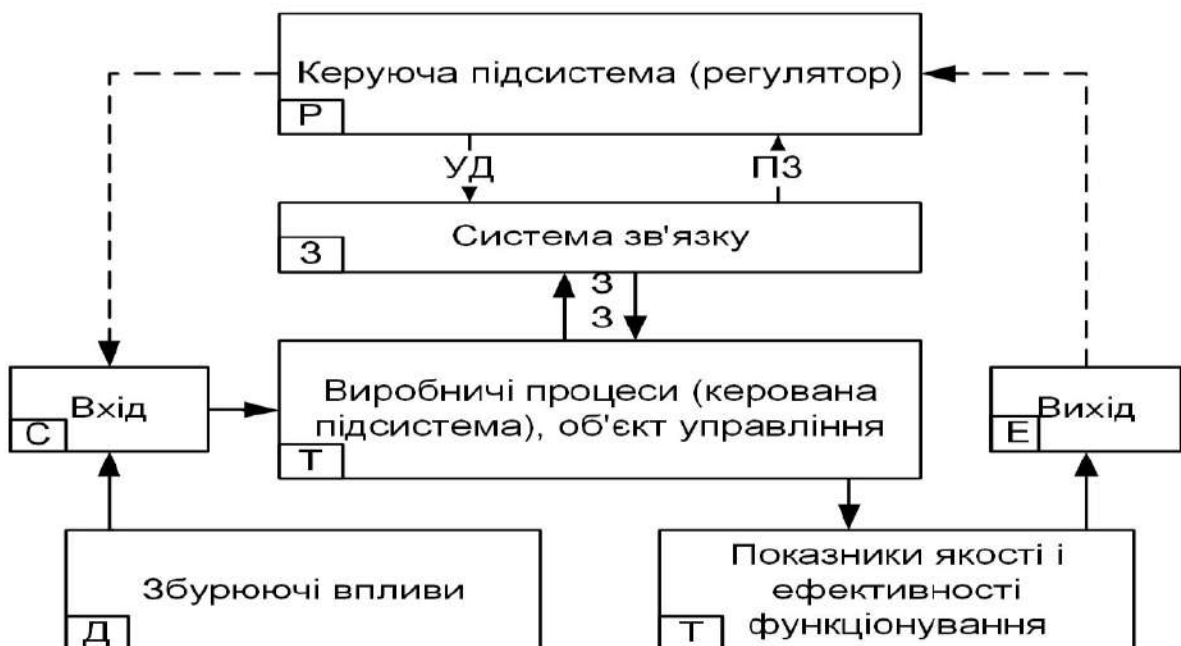 Керуюча підсистема (регулятор)
Р
УД
ПЗ
Система зв'язку
З
З
З
Вхід
С
Виробничі процеси (керована
підсистема), об'єкт управління
Т
Вихід
Е
Збурюючі впливи
Д
Показники якості і
ефективності
функціонування
Т